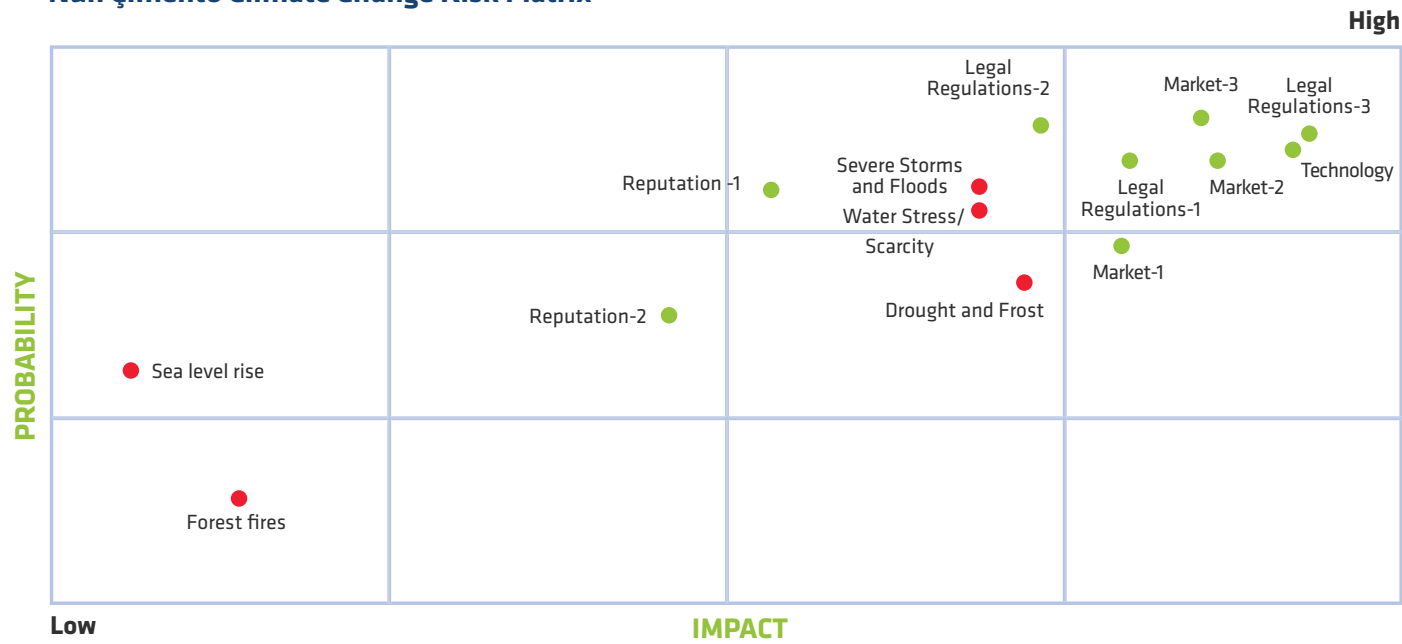 High
Legal
Regulations-2
Market-3
Legal
Regulations-3
Severe Storms
and Floods
Reputation -1
Technology
Legal
Regulations-1
Market-2
Water Stress/
Scarcity
Market-1
Drought and Frost
Reputation-2
PROBABILITY
Sea level rise
Forest fires
Low
IMPACT